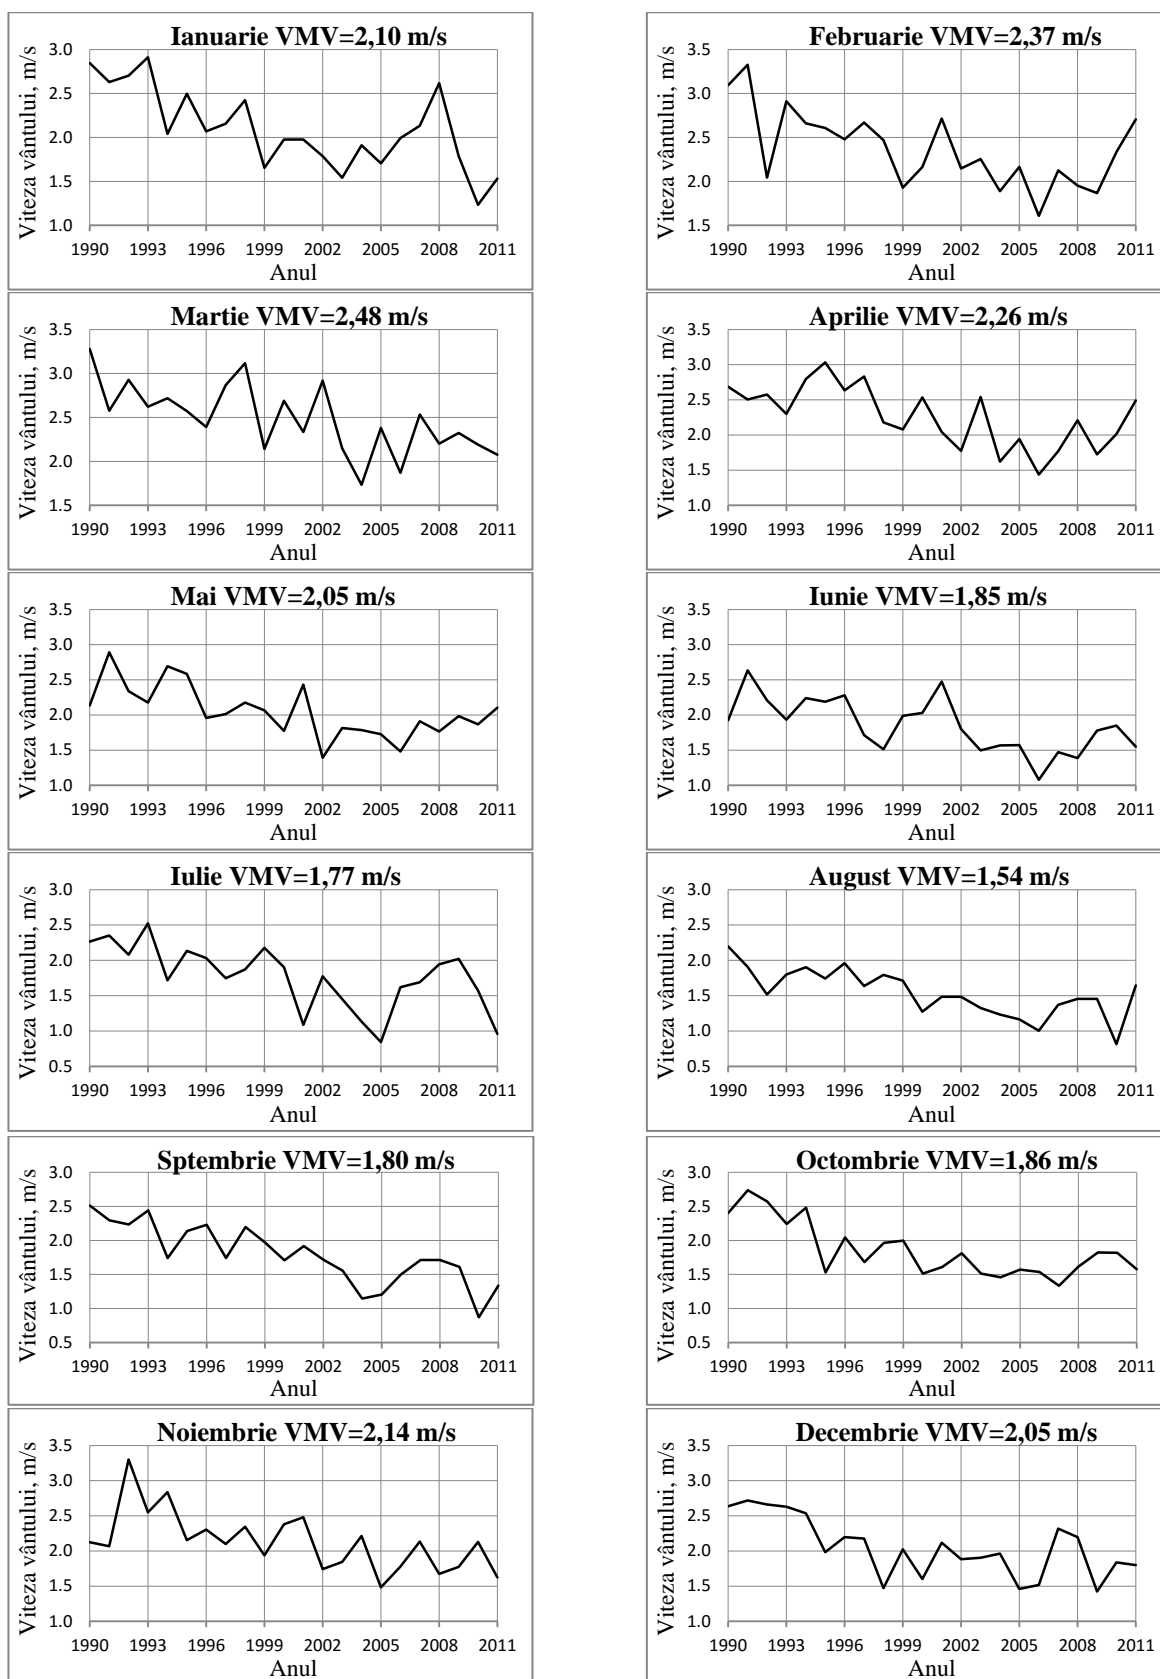 Ianuarie VMV=2,10 m/s
Viteza vântului, m/s
3.0
2.5
2.0
1.5
1.0
1990 1993 1996 1999 2002 2005 2008 2011
Anul
Februarie VMV=2,37 m/s
Viteza vântului, m/s
3.5
3.0
2.5
2.0
1.5
1990 1993 1996 1999 2002 2005 2008 2011
Anul
Martie VMV=2,48 m/s
Viteza vântului, m/s
3.5
3.0
2.5
2.0
1.5
1990 1993 1996 1999 2002 2005 2008 2011
Anul
Aprilie VMV=2,26 m/s
Viteza vântului, m/s
3.5
3.0
2.5
2.0
1.5
1.0
1990 1993 1996 1999 2002 2005 2008 2011
Anul
Mai VMV=2,05 m/s
Viteza vântului, m/s
3.5
3.0
2.5
2.0
1.5
1.0
1990 1993 1996 1999 2002 2005 2008 2011
Anul
Iunie VMV=1,85 m/s
Viteza vântului, m/s
3.5
3.0
2.5
2.0
1.5
1.0
1990 1993 1996 1999 2002 2005 2008 2011
Anul
Iulie VMV=1,77 m/s
Viteza vântului, m/s
3.0
2.5
2.0
1.5
1.0
0.5
1990 1993 1996 1999 2002 2005 2008 2011
Anul
August VMV=1,54 m/s
Viteza vântului, m/s
3.0
2.5
2.0
1.5
1.0
0.5
1990 1993 1996 1999 2002 2005 2008 2011
Anul
Sptembrie VMV=1,80 m/s
Viteza vântului, m/s
3.0
2.5
2.0
1.5
1.0
0.5
1990 1993 1996 1999 2002 2005 2008 2011
Anul
Octombrie VMV=1,86 m/s
Viteza vântului, m/s
3.0
2.5
2.0
1.5
1.0
0.5
1990 1993 1996 1999 2002 2005 2008 2011
Anul
Noiembrie VMV=2,14 m/s
Viteza vântului, m/s
3.5
3.0
2.5
2.0
1.5
1.0
1990 1993 1996 1999 2002 2005 2008 2011
Anul
Decembrie VMV=2,05 m/s
Viteza vântului, m/s
3.5
3.0
2.5
2.0
1.5
1.0
1990 1993 1996 1999 2002 2005 2008 2011
Anul